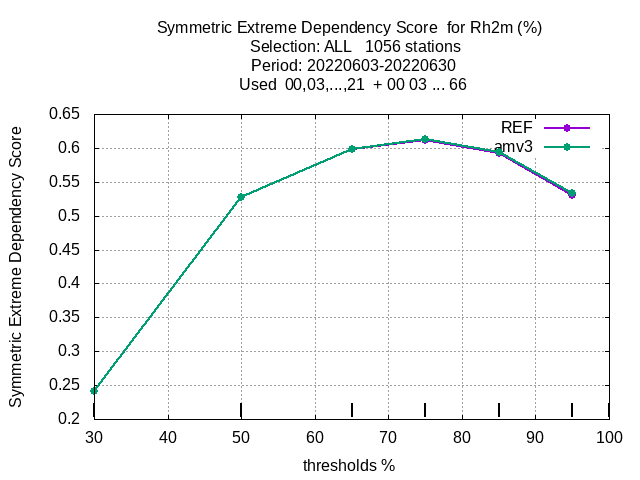 Symmetric Extreme Dependency Score  for Rh2m (%)
Selection: ALL   1056 stations
Period: 20220603-20220630
Used  00,03,...,21  + 00 03 ... 66
Symmetric Extreme Dependency Score
0.65
0.6
0.55
0.5
0.45
0.4
0.35
0.3
0.25
0.2
REF
amv3
30 40 50 60 70 80 90 100
thresholds %